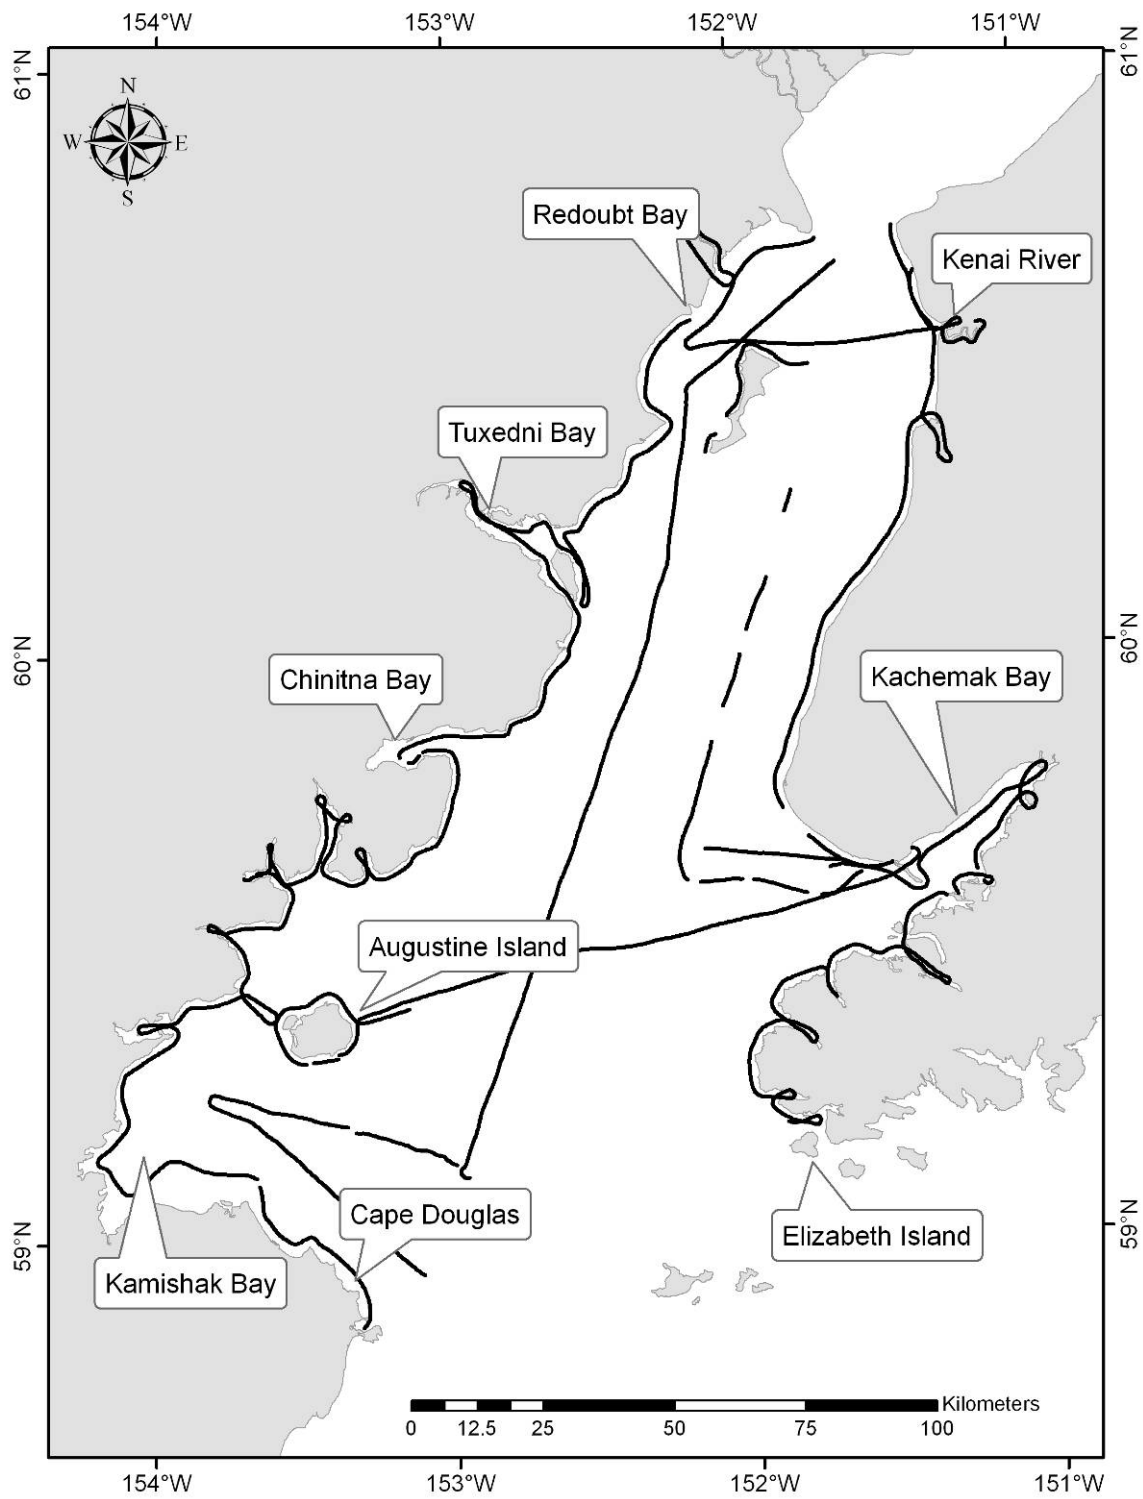 154°W 153°W 152°W 151°W
61°N
61°N
N
W E
S
Redoubt Bay
Kenai River
Tuxedni Bay
60°N
60°N
Chinitna Bay
Kachemak Bay
Augustine Island
Cape Douglas
59°N
59°N
Elizabeth Island
Kamishak Bay
Kilometers
0 12.5 25 50 75 100
154°W 153°W 152°W 151°W